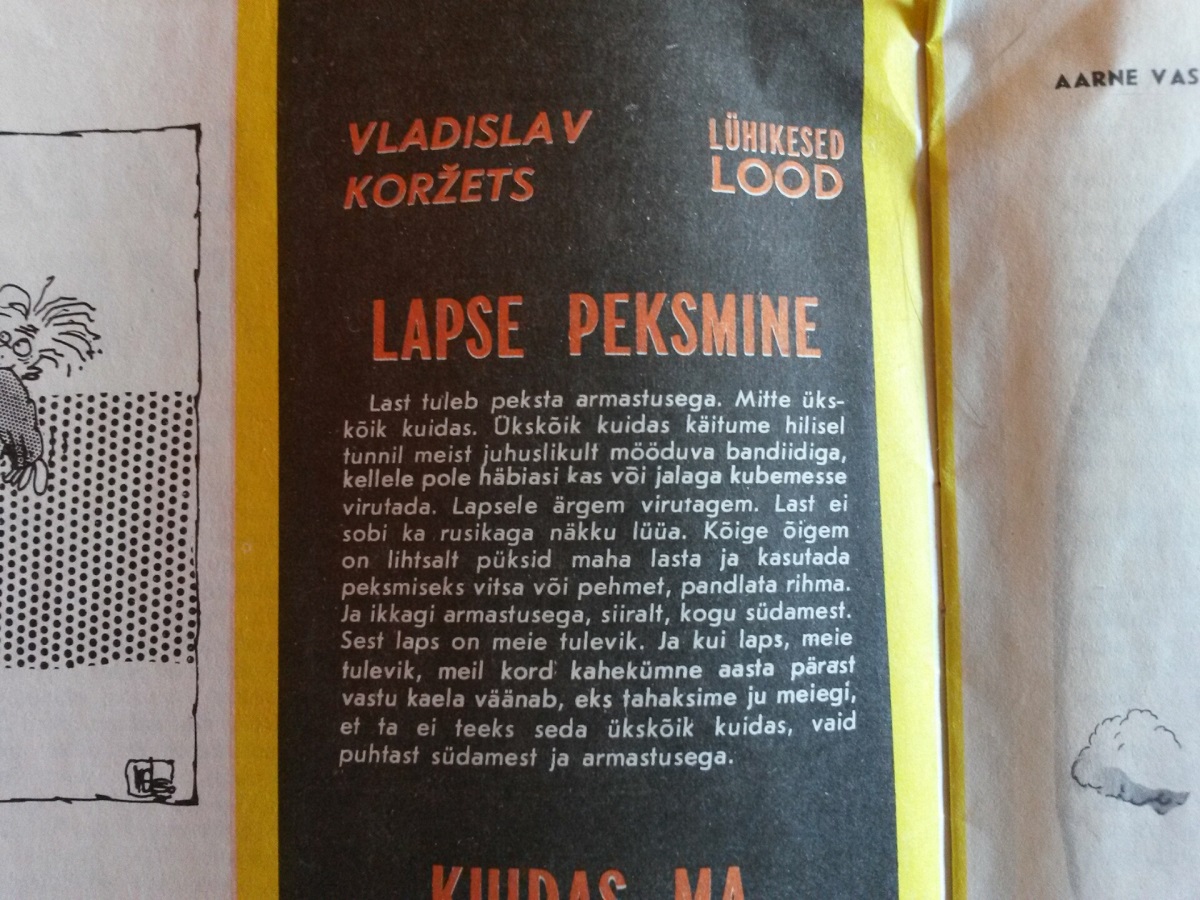 VLADISLAV
KORŽETS
LÜHIKESED
LOOD
LAPSE PEKSMINE
Last tuleb peksta armastusega. Mitte üks-
kõik kuidas. Ükskõik kuidas käitume hilisel
tunnil meist juhuslikult mööduva bandiidiga,
kellele pole häbiasi kas või jalaga kubemesse
virutada. Lapsele ärgem virutagem. Last ei
sobi ka rusikaga näkku lüüa. Kõige õigem
on lihtsalt püksid maha lasta ja kasutada
peksmiseks vitsa või pehmet, pandlata rihma.
Ja ikkagi armastusega, siiralt, kogu südamest.
Sest laps on meie tulevik. Ja kui laps, meie
tulevik, meil kord kahekümne aasta pärast
vastu kaela väänab, eks tahaksime ju meiegi,
et ta ei teeks seda ükskõik kuidas, vaid
puhtast südamest ja armastusega.
KUIDAS MA
AARNE VAS